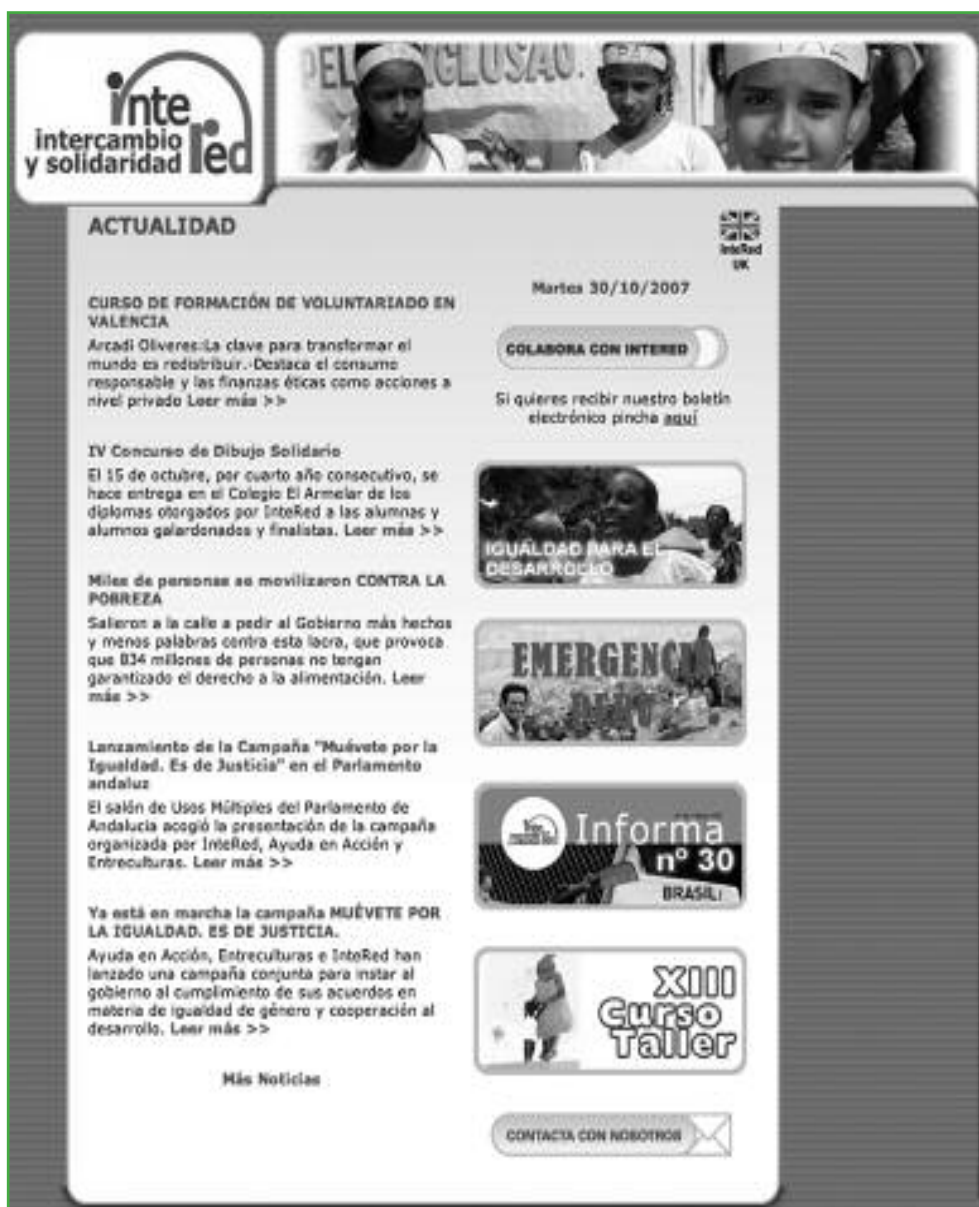 PEL INCLUSÃO.
inte
intercambio
y solidaridad red
ACTUALIDAD
InteRed
UK
CURSO DE FORMACIÓN DE VOLUNTARIADO EN
VALENCIA
Arcadi Oliveres:La clave para transformar el
mundo es redistribuir.-Destaca el consumo
responsable y las finanzas éticas como acciones a
nivel privado Leer más >>
IV Concurso de Dibujo Solidario
El 15 de octubre, por cuarto año consecutivo, se
hace entrega en el Colegio El Armelar de los
diplomas otorgados por InteRed a las alumnas y
alumnos galardonados y finalistas. Leer más >>
Miles de personas se movilizaron CONTRA LA
POBREZA
Salieron a la calle a pedir al Gobierno más hechos
y menos palabras contra esta lacra, que provoca
que 834 millones de personas no tengan
garantizado el derecho a la alimentación. Leer
más >>
Lanzamiento de la Campaña "Muévete por la
Igualdad. Es de Justicia" en el Parlamento
andaluz
El salón de Usos Múltiples del Parlamento de
Andalucia acogió la presentación de la campaña
organizada por InteRed, Ayuda en Acción y
Entreculturas. Leer más >>
Ya está en marcha la campaña MUÉVETE POR
LA IGUALDAD. ES DE JUSTICIA.
Ayuda en Acción, Entreculturas e InteRed han
lanzado una campaña conjunta para instar al
gobierno al cumplimiento de sus acuerdos en
materia de igualdad de género y cooperación al
desarrollo. Leer más >>
Más Noticias
Martes 30/10/2007
COLABORA CON INTERED
Si quieres recibir nuestro boletín
electrónico pincha aquí
IGUALDAD PARA EL
DESARROLLO
EMERGENCIA
PERÚ
Informa
nº 30
BRASIL
XIII
Curso
Taller
CONTACTA CON NOSOTROS